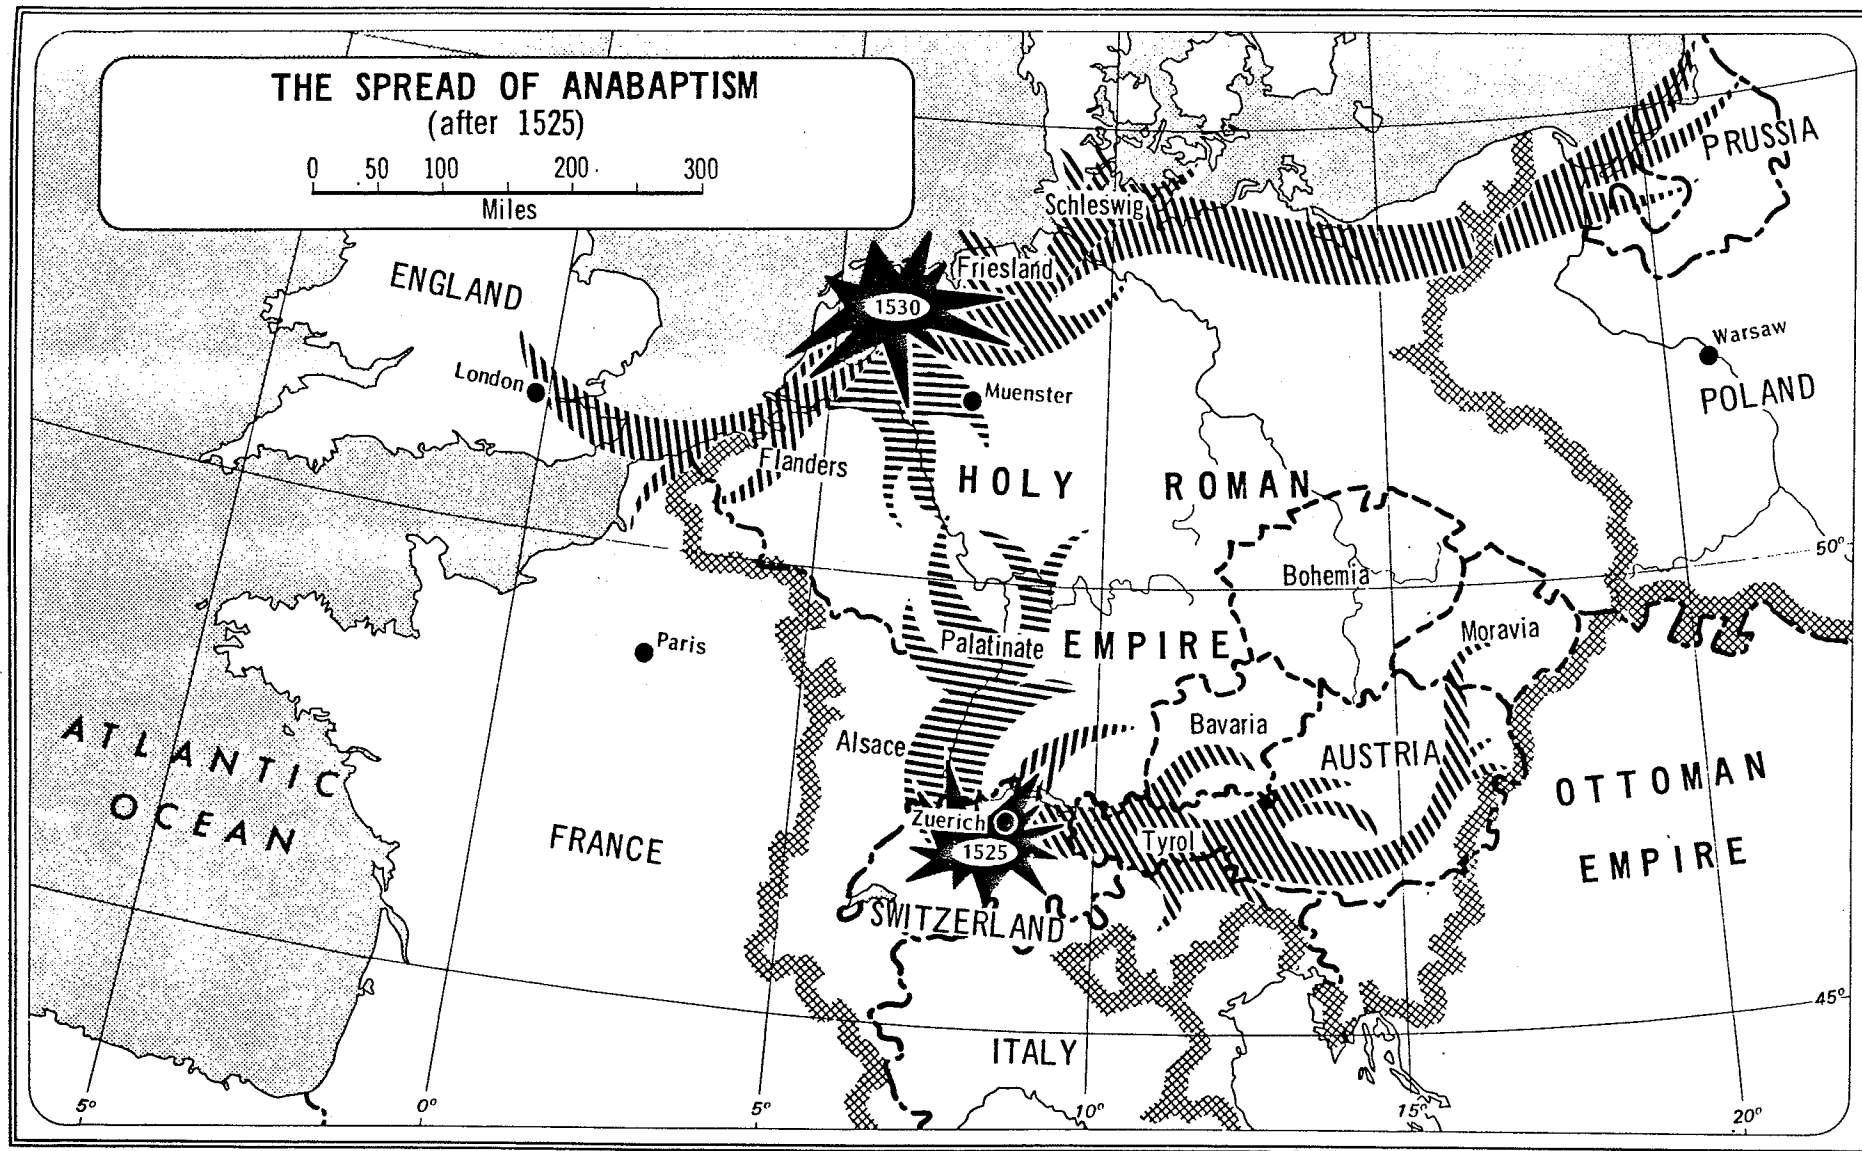 THE SPREAD OF ANABAPTISM
(after 1525)
0 50 100 200 300
Miles
PRUSSIA
Schleswig
ENGLAND
Friesland
1530
Warsaw
London
Muenster
POLAND
Flanders
HOLY ROMAN
50°
Bohemia
Paris
Palatinate
EMPIRE
Moravia
ATLANTIC
OCEAN
Alsace
Bavaria
AUSTRIA
OTTOMAN
EMPIRE
FRANCE
Zuerich
1525
Tyrol
SWITZERLAND
45°
ITALY
5° 0° 5° 10° 15° 20°